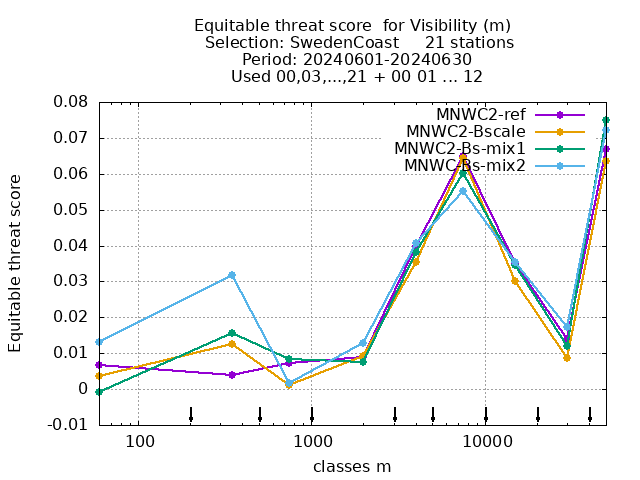 Equitable threat score  for Visibility (m)
Selection: SwedenCoast     21 stations
Period: 20240601-20240630
Used 00,03,...,21 + 00 01 ... 12
MNWC2-ref
MNWC2-Bscale
MNWC2-Bs-mix1
MNWC-Bs-mix2
Equitable threat score
0.08
0.07
0.06
0.05
0.04
0.03
0.02
0.01
0
-0.01
100
1000
10000
classes m